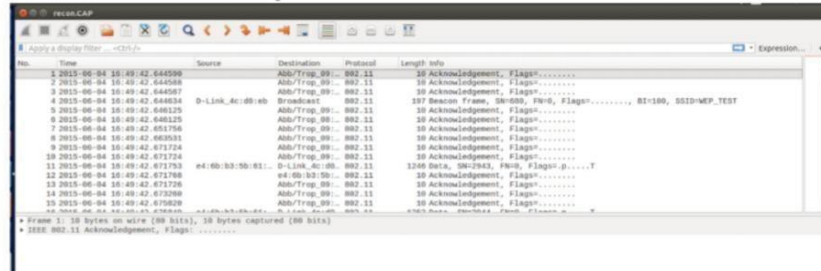 recon.CAP
Apply a display filter ... <Ctrl-/>
Expression...
No. Time Source Destination Protocol Length Info
1 2015-06-04 16:49:42.644590 Abb/Trop_09:… 802.11 10 Acknowledgement, Flags=........
2 2015-06-04 16:49:42.644588 Abb/Trop_09:… 802.11 10 Acknowledgement, Flags=........
3 2015-06-04 16:49:42.644587 Abb/Trop_09:… 802.11 10 Acknowledgement, Flags=........
4 2015-06-04 16:49:42.644634 D-Link_4c:d0:eb Broadcast 802.11 197 Beacon frame, SN=680, FN=0, Flags=........, BI=100, SSID=WEP_TEST
5 2015-06-04 16:49:42.646125 Abb/Trop_09:… 802.11 10 Acknowledgement, Flags=........
6 2015-06-04 16:49:42.646125 Abb/Trop_08:… 802.11 10 Acknowledgement, Flags=........
7 2015-06-04 16:49:42.651756 Abb/Trop_09:… 802.11 10 Acknowledgement, Flags=........
8 2015-06-04 16:49:42.663531 Abb/Trop_09:… 802.11 10 Acknowledgement, Flags=........
9 2015-06-04 16:49:42.671724 Abb/Trop_09:… 802.11 10 Acknowledgement, Flags=........
10 2015-06-04 16:49:42.671724 Abb/Trop_09:… 802.11 10 Acknowledgement, Flags=........
11 2015-06-04 16:49:42.671753 e4:6b:b3:5b:61:… D-Link_4c:d0… 802.11 1246 Data, SN=2943, FN=0, Flags=.p.....T
12 2015-06-04 16:49:42.671768 e4:6b:b3:5b:… 802.11 10 Acknowledgement, Flags=........
13 2015-06-04 16:49:42.671726 Abb/Trop_09:… 802.11 10 Acknowledgement, Flags=........
14 2015-06-04 16:49:42.673260 Abb/Trop_09:… 802.11 10 Acknowledgement, Flags=........
15 2015-06-04 16:49:42.675820 Abb/Trop_09:… 802.11 10 Acknowledgement, Flags=........
Frame 1: 10 bytes on wire (80 bits), 10 bytes captured (80 bits)
IEEE 802.11 Acknowledgement, Flags: ........